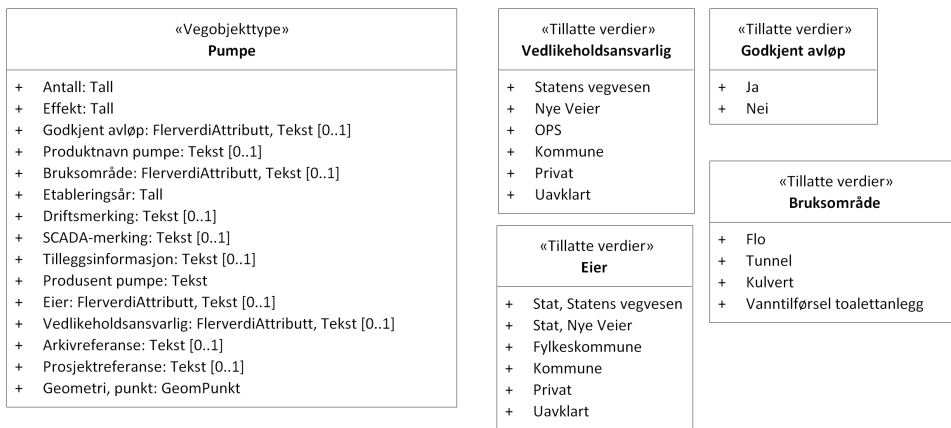 «Vegobjekttype»
Pumpe
+ Antall: Tall
+ Effekt: Tall
+ Godkjent avløp: FlerverdiAttributt, Tekst [0..1]
+ Produktnavn pumpe: Tekst [0..1]
+ Bruksområde: FlerverdiAttributt, Tekst [0..1]
+ Etableringsår: Tall
+ Driftsmerking: Tekst [0..1]
+ SCADA-merking: Tekst [0..1]
+ Tilleggsinformasjon: Tekst [0..1]
+ Produsent pumpe: Tekst
+ Eier: FlerverdiAttributt, Tekst [0..1]
+ Vedlikeholdsansvarlig: FlerverdiAttributt, Tekst [0..1]
+ Arkivreferanse: Tekst [0..1]
+ Prosjektreferanse: Tekst [0..1]
+ Geometri, punkt: GeomPunkt
«Tillatte verdier»
Vedlikeholdsansvarlig
+ Statens vegvesen
+ Nye Veier
+ OPS
+ Kommune
+ Privat
+ Uavklart
«Tillatte verdier»
Eier
+ Stat, Statens vegvesen
+ Stat, Nye Veier
+ Fylkeskommune
+ Kommune
+ Privat
+ Uavklart
«Tillatte verdier»
Godkjent avløp
+ Ja
+ Nei
«Tillatte verdier»
Bruksområde
+ Flo
+ Tunnel
+ Kulvert
+ Vanntilførsel toalettanlegg